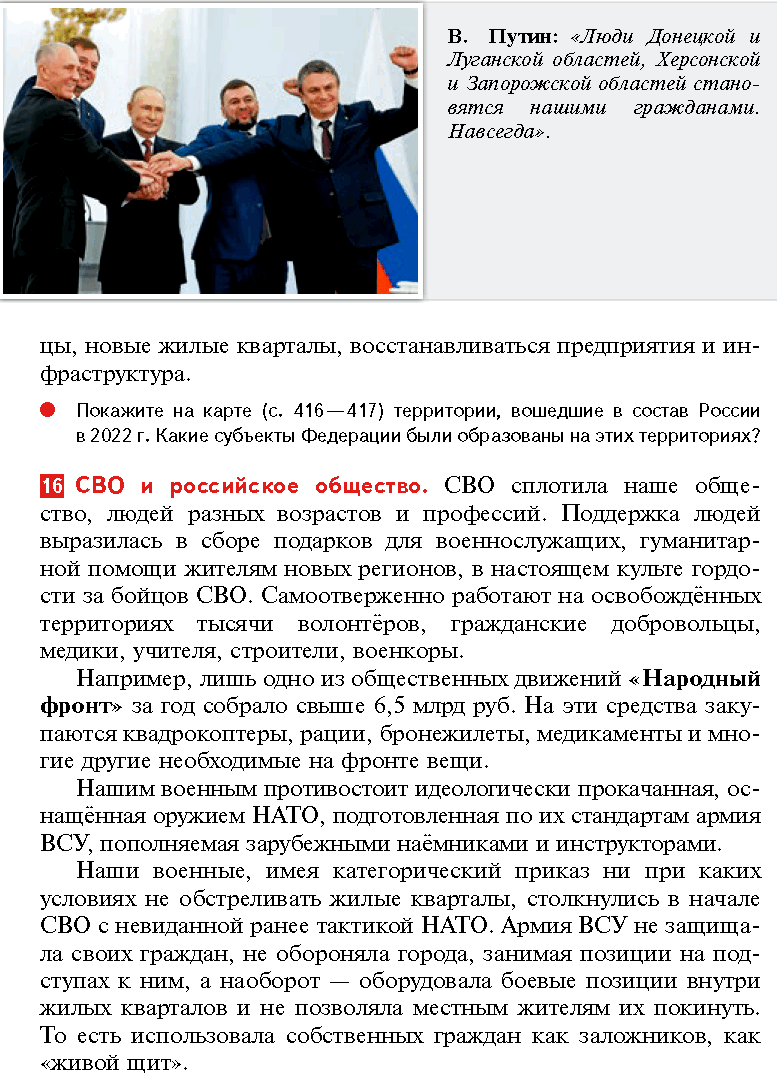 В. Путин: «Люди Донецкой и
Луганской областей, Херсонской
и Запорожской областей стано-
вятся нашими гражданами.
Навсегда».
цы, новые жилые кварталы, восстанавливаться предприятия и ин-
фраструктура.
Покажите на карте (с. 416—417) территории, вошедшие в состав России
в 2022 г. Какие субъекты Федерации были образованы на этих территориях?
16 СВО и российское общество. СВО сплотила наше обще-
ство, людей разных возрастов и профессий. Поддержка людей
выразилась в сборе подарков для военнослужащих, гуманитар-
ной помощи жителям новых регионов, в настоящем культе гордо-
сти за бойцов СВО. Самоотверженно работают на освобождённых
территориях тысячи волонтёров, гражданские добровольцы,
медики, учителя, строители, военкоры.
Например, лишь одно из общественных движений «Народный
фронт» за год собрало свыше 6,5 млрд руб. На эти средства заку-
паются квадрокоптеры, рации, бронежилеты, медикаменты и мно-
гие другие необходимые на фронте вещи.
Нашим военным противостоит идеологически прокачанная, ос-
нащённая оружием НАТО, подготовленная по их стандартам армия
ВСУ, пополняемая зарубежными наёмниками и инструкторами.
Наши военные, имея категорический приказ ни при каких
условиях не обстреливать жилые кварталы, столкнулись в начале
СВО с невиданной ранее тактикой НАТО. Армия ВСУ не защища-
ла своих граждан, не обороняла города, занимая позиции на под-
ступах к ним, а наоборот — оборудовала боевые позиции внутри
жилых кварталов и не позволяла местным жителям их покинуть.
То есть использовала собственных граждан как заложников, как
«живой щит».